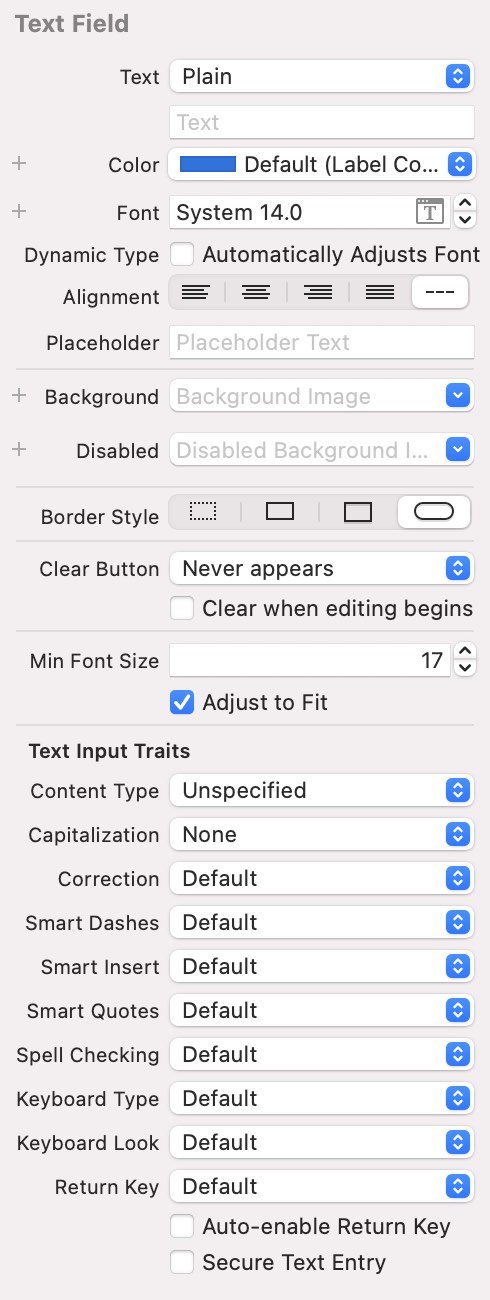 Text Field
Text Plain
Text
+ Color Default (Label Co...
+ Font System 14.0 T
Dynamic Type Automatically Adjusts Font
Alignment ---
Placeholder Placeholder Text
+ Background Background Image
+ Disabled Disabled Background I...
Border Style
Clear Button Never appears
Clear when editing begins
Min Font Size 17
Adjust to Fit
Text Input Traits
Content Type Unspecified
Capitalization None
Correction Default
Smart Dashes Default
Smart Insert Default
Smart Quotes Default
Spell Checking Default
Keyboard Type Default
Keyboard Look Default
Return Key Default
Auto-enable Return Key
Secure Text Entry